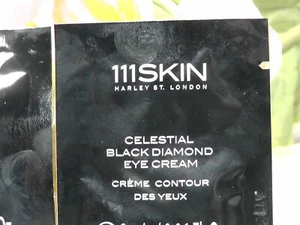 111SKIN
HARLEY ST. LONDON
CELESTIAL
BLACK DIAMOND
EYE CREAM
CRÈME CONTOUR
DES YEUX